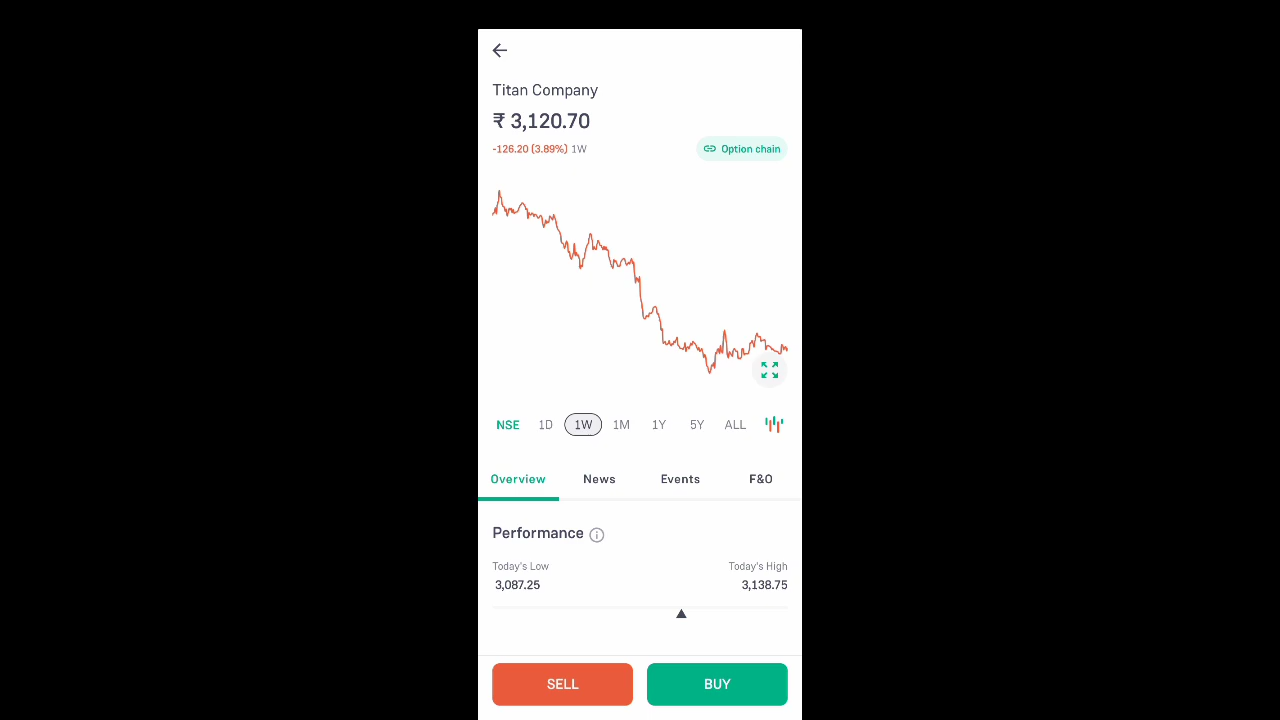 Titan Company
₹ 3,120.70
-126.20 (3.89%) 1W
Option chain
NSE 1D 1W 1M 1Y 5Y ALL
Overview News Events F&O
Performance
Today's Low Today's High
3,087.25 3,138.75
SELL BUY